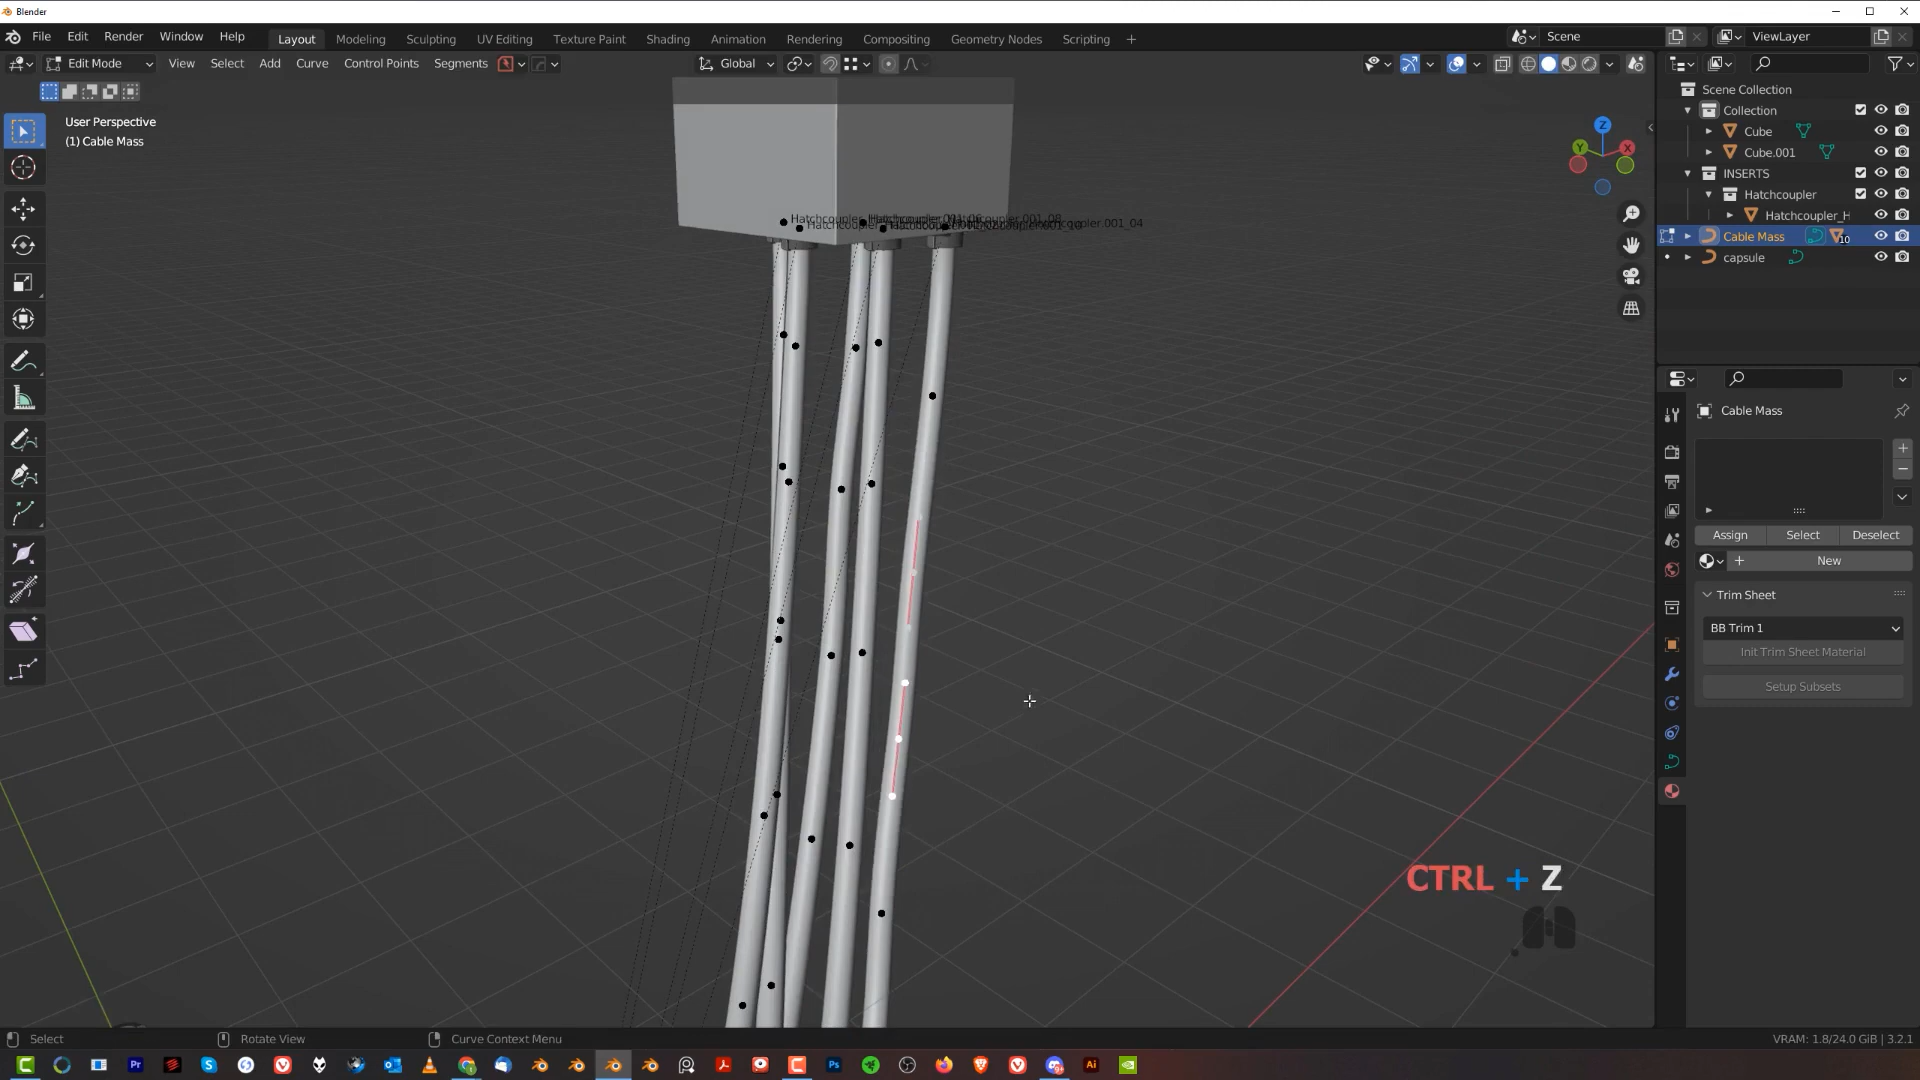 Blender
File Edit Render Window Help Layout Modeling Sculpting UV Editing Texture Paint Shading Animation Rendering Compositing Geometry Nodes Scripting + Scene ViewLayer
Edit Mode View Select Add Curve Control Points Segments Global
User Perspective
(1) Cable Mass
Scene Collection
Collection
Cube
Cube.001
INSERTS
Hatchcoupler
Hatchcoupler_H
Cable Mass 10
capsule
Z
Y X
Cable Mass
Assign Select Deselect
New
Trim Sheet
BB Trim 1
Init Trim Sheet Material
Setup Subsets
CTRL + Z
Select Rotate View Curve Context Menu VRAM: 1.8/24.0 GiB | 3.2.1
Pr S Ps Ai